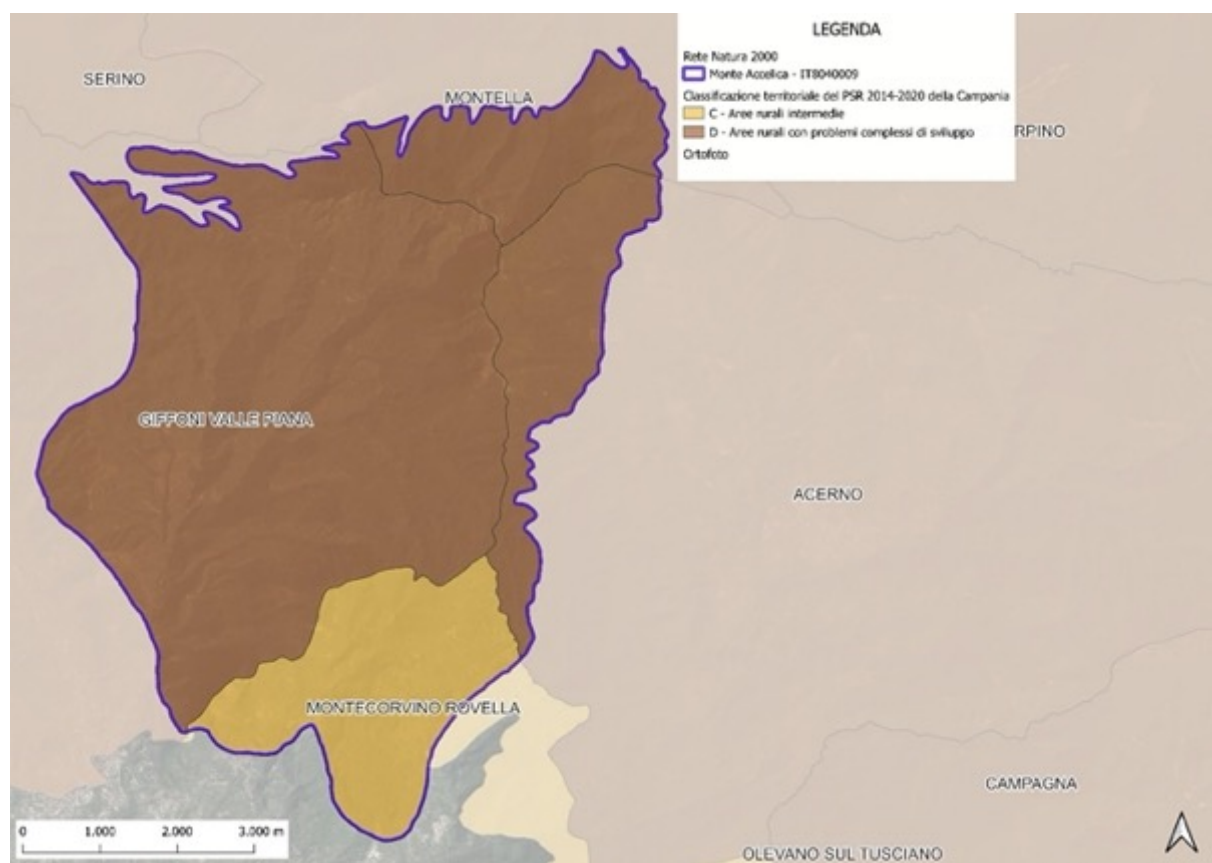 LEGENDA
Rete Natura 2000
Monte Accelica - IT8040009
Classificazione territoriale del PSR 2014-2020 della Campania
C - Aree rurali intermedie
D - Aree rurali con problemi complessi di sviluppo
Ortofoto
SERINO
MONTELLA
RPINO
GIFFONI VALLE PIANA
ACERNO
MONTECORVINO ROVELLA
CAMPAGNA
OLEVANO SUL TUSCIANO
0 1.000 2.000 3.000 m